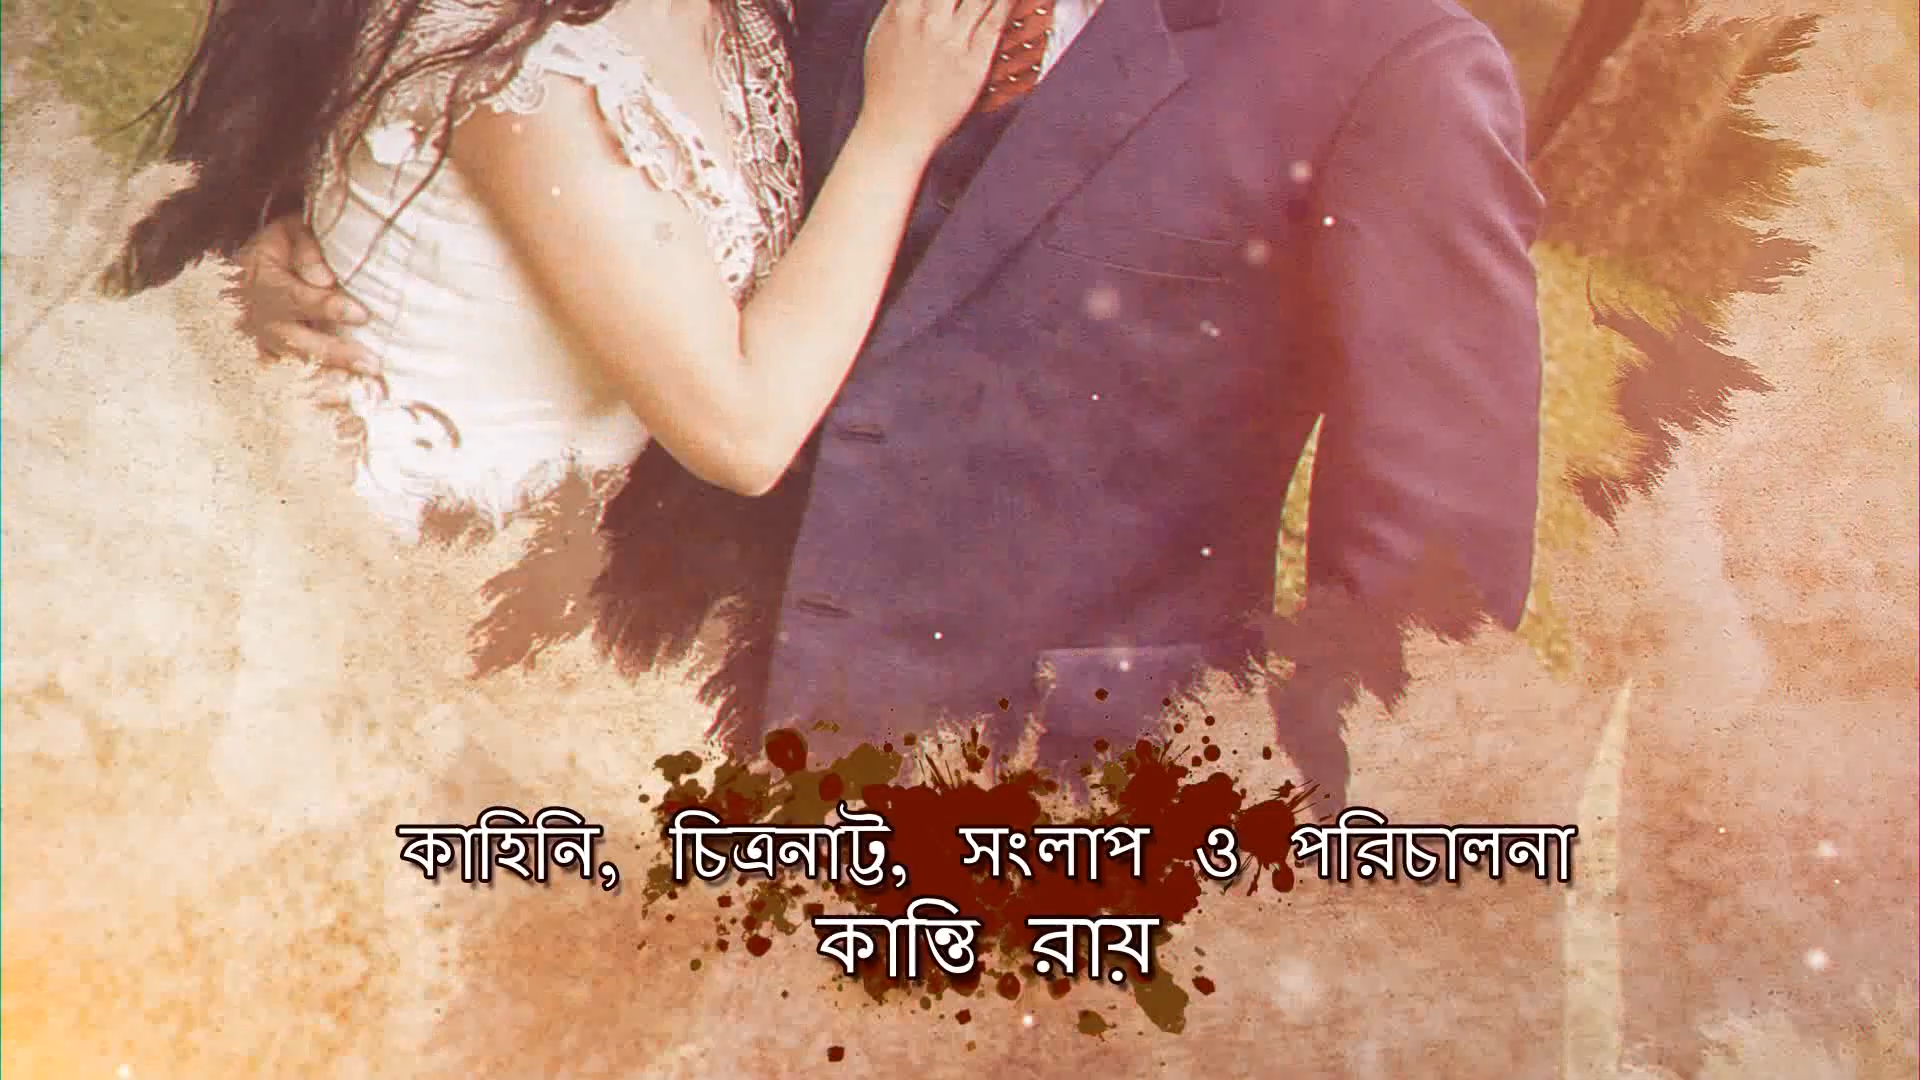 কাহিনি, চিত্রনাট্ট, সংলাপ ও পরিচালনা
কান্তি রায়